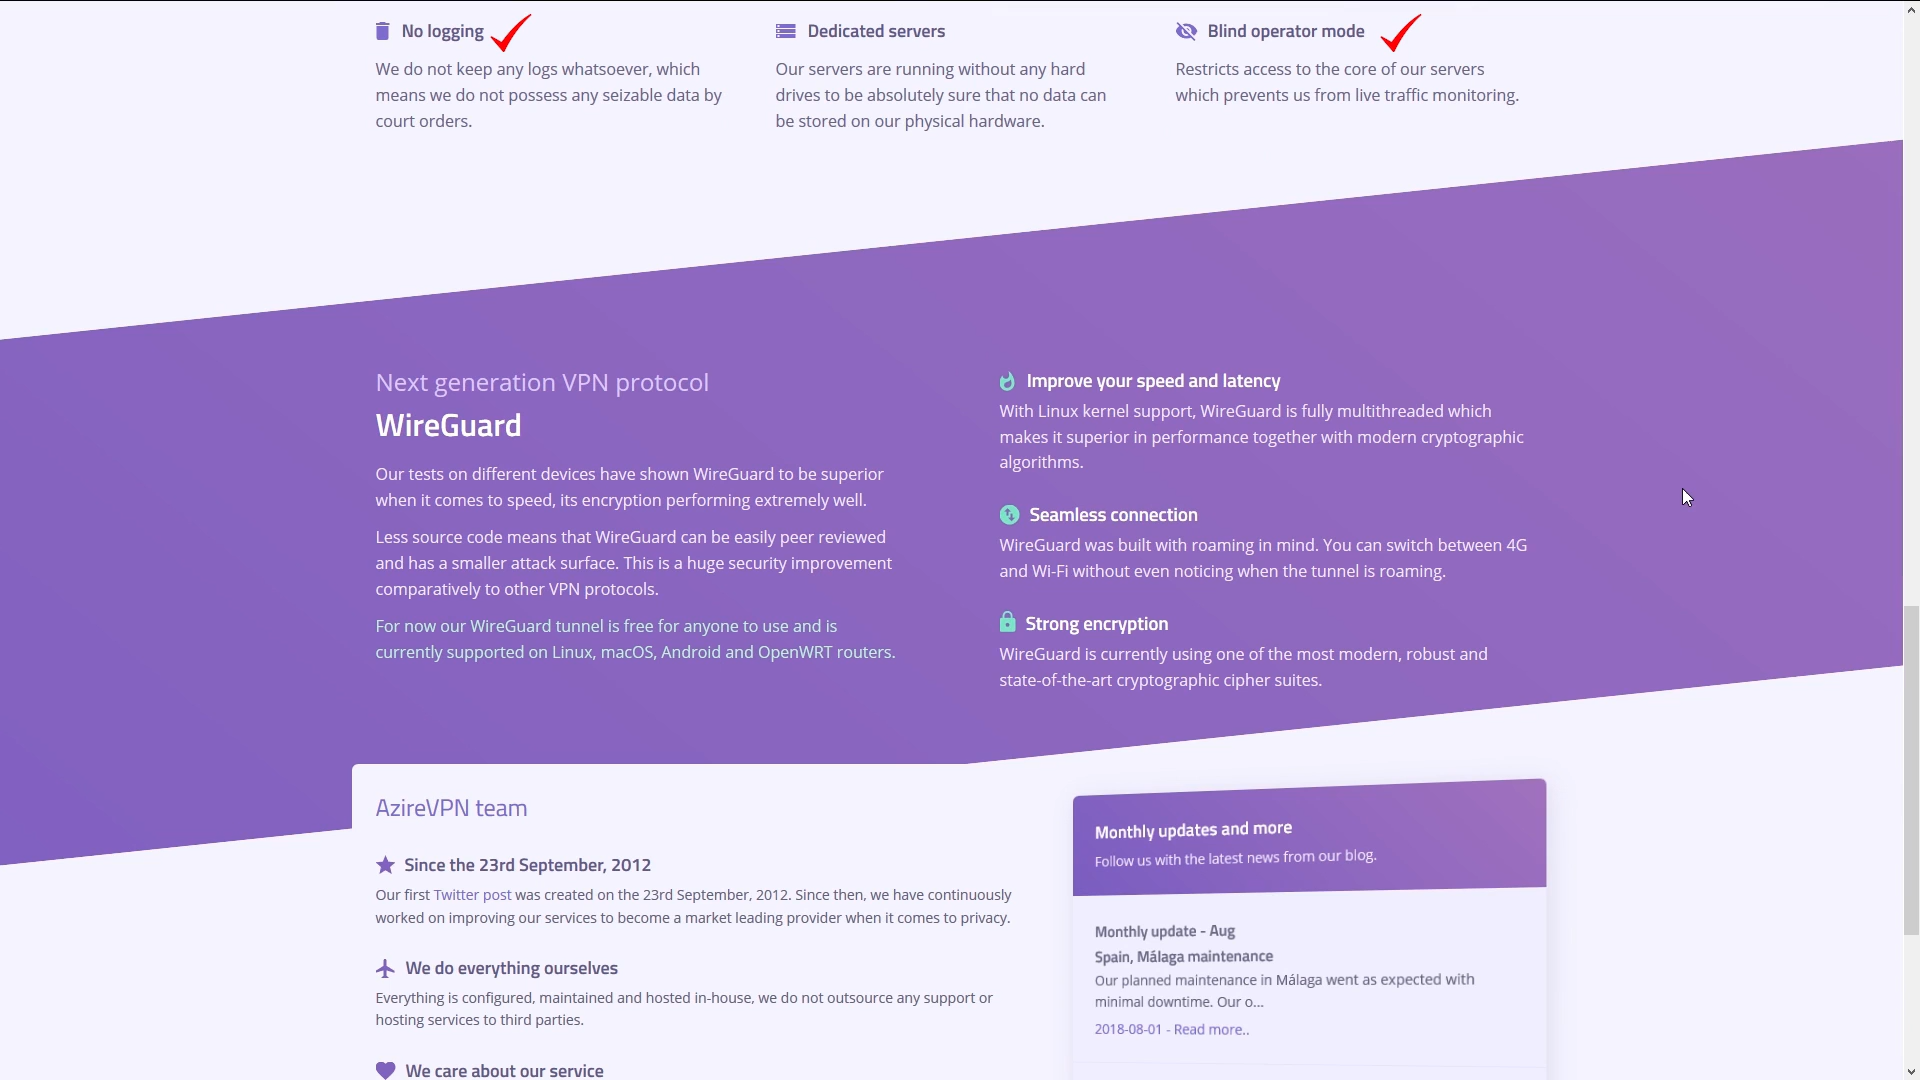 No logging
We do not keep any logs whatsoever, which
means we do not possess any seizable data by
court orders.
Dedicated servers
Our servers are running without any hard
drives to be absolutely sure that no data can
be stored on our physical hardware.
Blind operator mode
Restricts access to the core of our servers
which prevents us from live traffic monitoring.
Next generation VPN protocol
WireGuard
Our tests on different devices have shown WireGuard to be superior
when it comes to speed, its encryption performing extremely well.
Less source code means that WireGuard can be easily peer reviewed
and has a smaller attack surface. This is a huge security improvement
comparatively to other VPN protocols.
For now our WireGuard tunnel is free for anyone to use and is
currently supported on Linux, macOS, Android and OpenWRT routers.
Improve your speed and latency
With Linux kernel support, WireGuard is fully multithreaded which
makes it superior in performance together with modern cryptographic
algorithms.
Seamless connection
WireGuard was built with roaming in mind. You can switch between 4G
and Wi-Fi without even noticing when the tunnel is roaming.
Strong encryption
WireGuard is currently using one of the most modern, robust and
state-of-the-art cryptographic cipher suites.
AzireVPN team
Since the 23rd September, 2012
Our first Twitter post was created on the 23rd September, 2012. Since then, we have continuously
worked on improving our services to become a market leading provider when it comes to privacy.
We do everything ourselves
Everything is configured, maintained and hosted in-house, we do not outsource any support or
hosting services to third parties.
We care about our service
Monthly updates and more
Follow us with the latest news from our blog.
Monthly update - Aug
Spain, Málaga maintenance
Our planned maintenance in Málaga went as expected with
minimal downtime. Our o...
2018-08-01 - Read more..